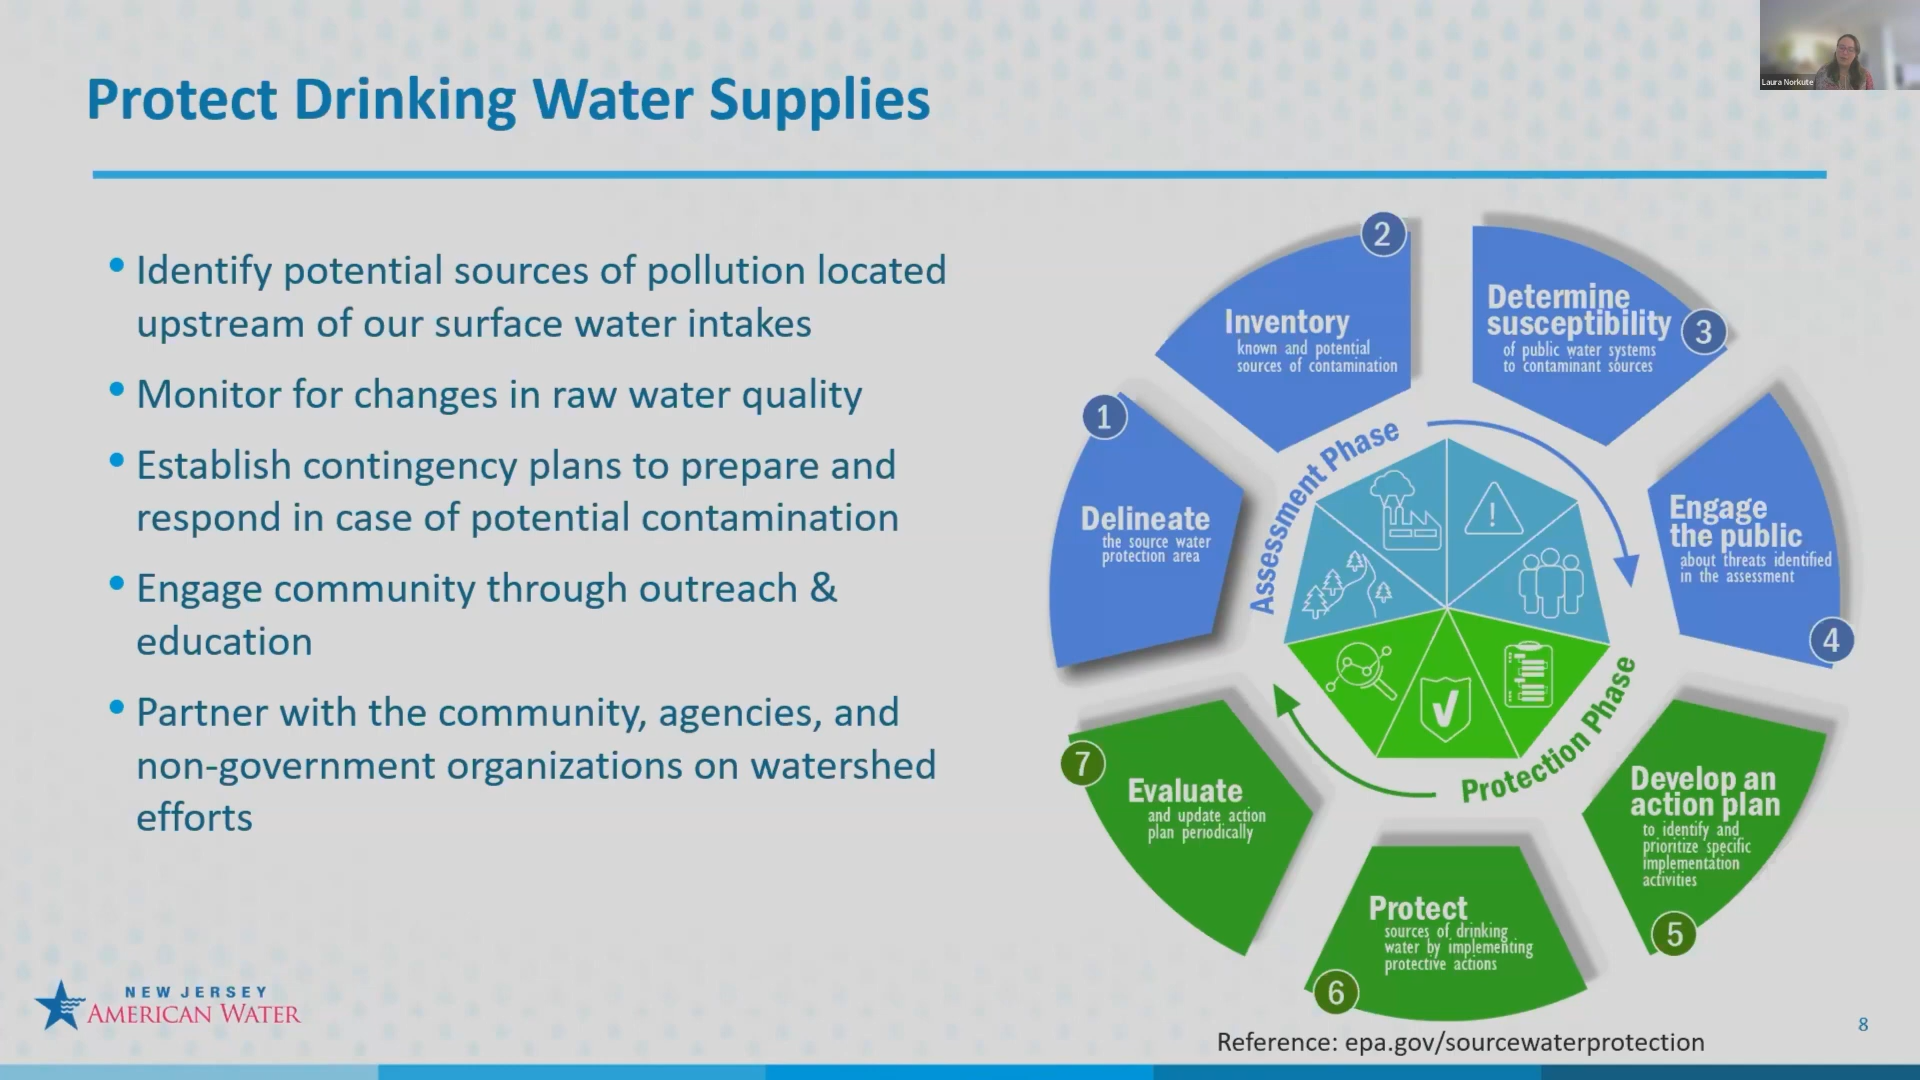 Protect Drinking Water Supplies
Laura Norkute
• Identify potential sources of pollution located
upstream of our surface water intakes
• Monitor for changes in raw water quality
• Establish contingency plans to prepare and
respond in case of potential contamination
• Engage community through outreach &
education
• Partner with the community, agencies, and
non-government organizations on watershed
efforts
1
Delineate
the source water
protection area
2
Inventory
known and potential
sources of contamination
3
Determine
susceptibility
of public water systems
to contaminant sources
4
Engage
the public
about threats identified
in the assessment
5
Develop an
action plan
to identify and
prioritize specific
implementation
activities
6
Protect
sources of drinking
water by implementing
protective actions
7
Evaluate
and update action
plan periodically
Assessment Phase
Protection Phase
NEW JERSEY
AMERICAN WATER
Reference: epa.gov/sourcewaterprotection
8